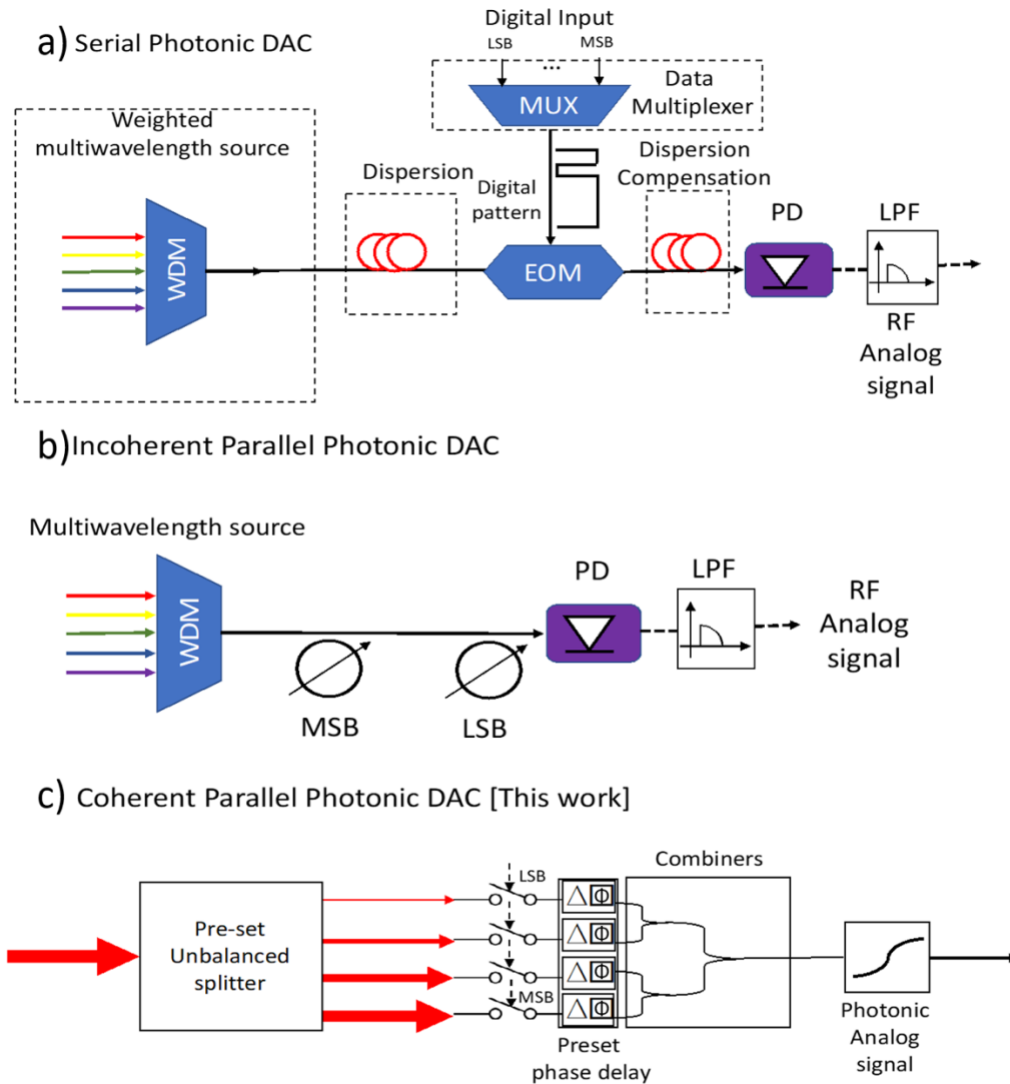 a) Serial Photonic DAC
Digital Input
LSB ... MSB
MUX
Data
Multiplexer
Weighted
multiwavelength source
WDM
Dispersion
Digital
pattern
EOM
Dispersion
Compensation
PD
LPF
RF
Analog
signal
b) Incoherent Parallel Photonic DAC
Multiwavelength source
WDM
MSB
LSB
PD
LPF
RF
Analog
signal
c) Coherent Parallel Photonic DAC [This work]
Pre-set
Unbalanced
splitter
LSB
MSB
△ Φ
△ Φ
△ Φ
△ Φ
Preset
phase delay
Combiners
Photonic
Analog
signal